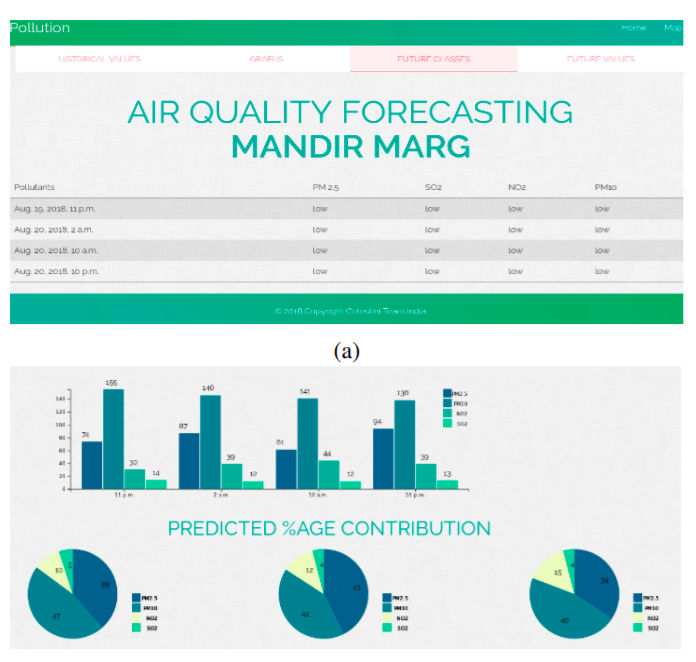 Pollution
Home Map
HISTORICAL VALUES GRAPHS FUTURE CLASSES FUTURE VALUES
AIR QUALITY FORECASTING
MANDIR MARG
Pollutants PM 2.5 SO2 NO2 PM10
Aug. 19, 2018, 11 p.m. low low low low
Aug. 20, 2018, 2 a.m. low low low low
Aug. 20, 2018, 10 a.m. low low low low
Aug. 20, 2018, 10 p.m. low low low low
© 2018 Copyright Celestini Team India
(a)
155 146 141 138
140
120
100
80
60
40
20
0
74 30 14 87 39 12 61 44 12 94 39 13
PM2.5
PM10
NO2
SO2
11 p.m. 2 a.m. 10 a.m. 10 p.m.
PREDICTED %AGE CONTRIBUTION
39 47 10 5
PM2.5
PM10
NO2
SO2
43 42 12 4
PM2.5
PM10
NO2
SO2
34 15 4
PM2.5
PM10
NO2
SO2